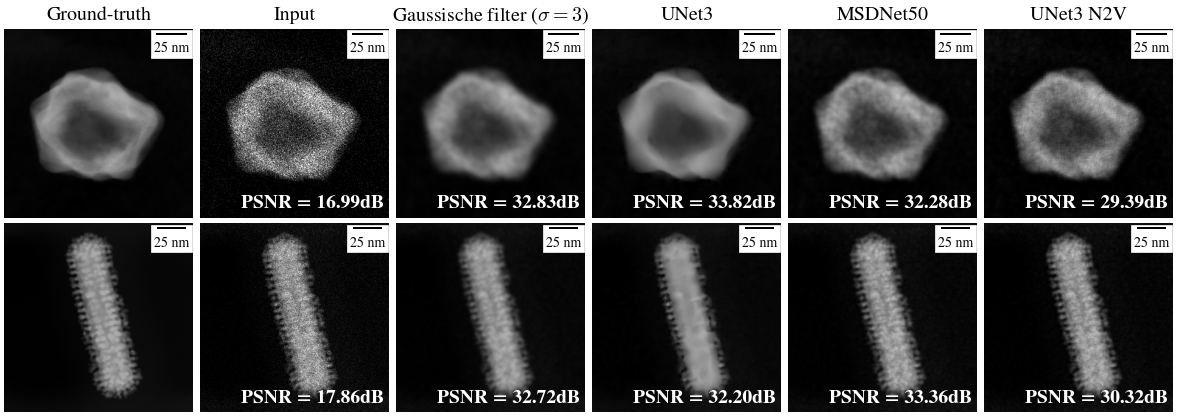 Ground-truth
Input
Gaussische filter (σ = 3)
UNet3
MSDNet50
UNet3 N2V
25 nm
25 nm
25 nm
25 nm
25 nm
25 nm
PSNR = 16.99dB
PSNR = 32.83dB
PSNR = 33.82dB
PSNR = 32.28dB
PSNR = 29.39dB
25 nm
25 nm
25 nm
25 nm
25 nm
25 nm
PSNR = 17.86dB
PSNR = 32.72dB
PSNR = 32.20dB
PSNR = 33.36dB
PSNR = 30.32dB